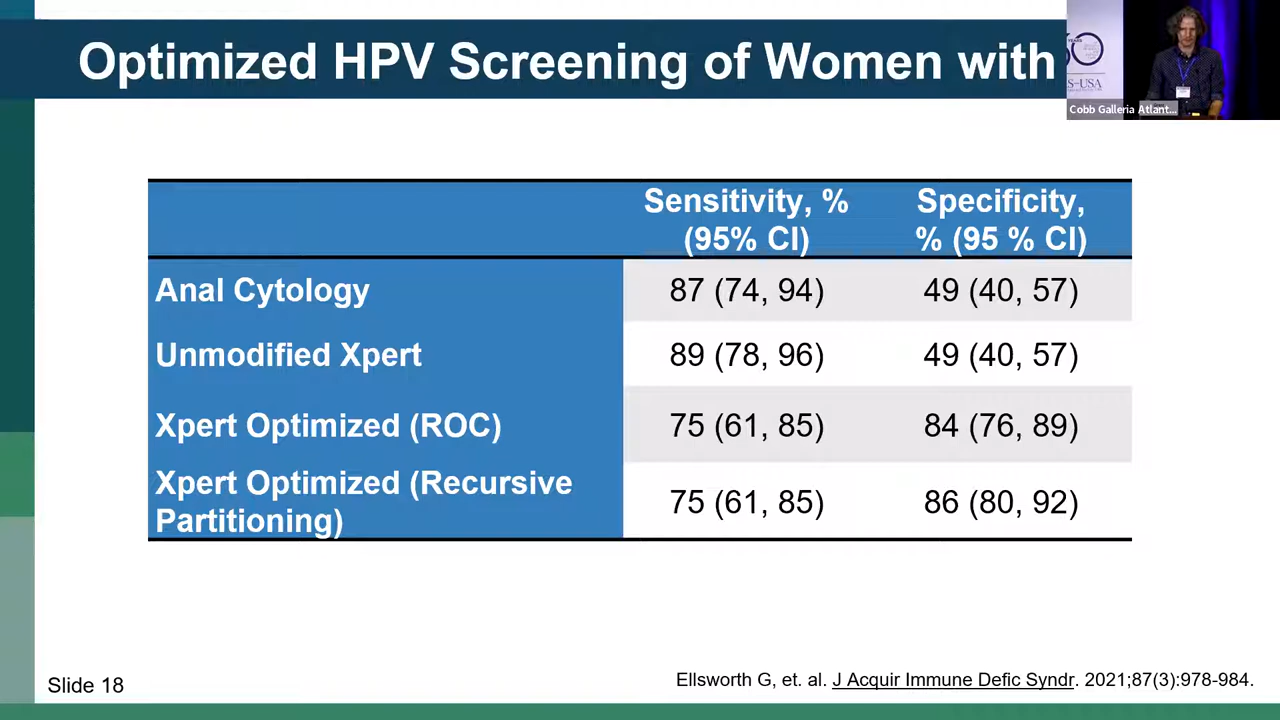 Optimized HPV Screening of Women with
60
YEARS
S–USA
Cobb Galleria Atlant...
Sensitivity, %
(95% CI)
Specificity,
% (95 % CI)
Anal Cytology
87 (74, 94)
49 (40, 57)
Unmodified Xpert
89 (78, 96)
49 (40, 57)
Xpert Optimized (ROC)
75 (61, 85)
84 (76, 89)
Xpert Optimized (Recursive
Partitioning)
75 (61, 85)
86 (80, 92)
Slide 18
Ellsworth G, et. al. J Acquir Immune Defic Syndr. 2021;87(3):978-984.